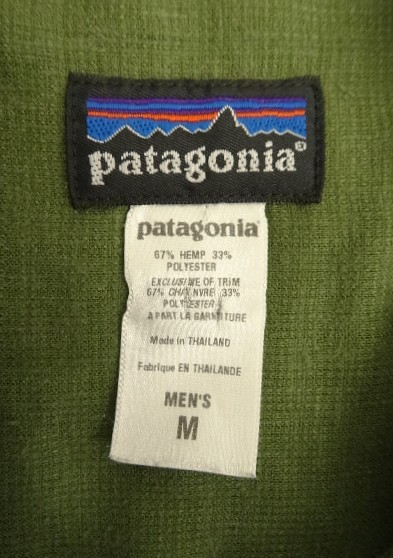 patagonia®
patagonia®
67% HEMP 33%
POLYESTER
EXCLUSIVE OF TRIM
67% CHANVRE 33%
POLYESTER
A PART LA GARNITURE
Made in THAILAND
Fabrique EN THAILANDE
MEN'S
M